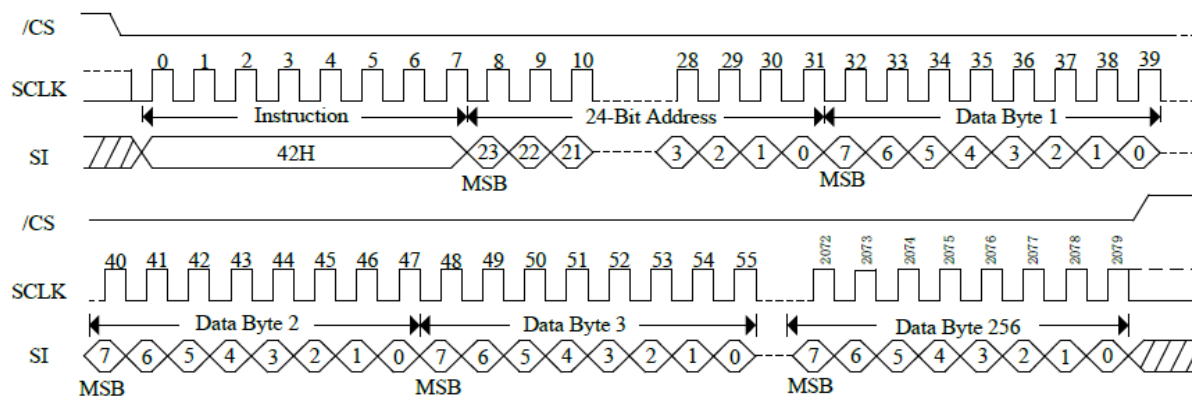 /CS
0 1 2 3 4 5 6 7 8 9 10 28 29 30 31 32 33 34 35 36 37 38 39
SCLK
Instruction 24-Bit Address Data Byte 1
SI 42H 23 22 21 3 2 1 0 7 6 5 4 3 2 1 0
MSB MSB
/CS
40 41 42 43 44 45 46 47 48 49 50 51 52 53 54 55 2072 2073 2074 2075 2076 2077 2078 2079
SCLK
Data Byte 2 Data Byte 3 Data Byte 256
SI 7 6 5 4 3 2 1 0 7 6 5 4 3 2 1 0 7 6 5 4 3 2 1 0
MSB MSB MSB